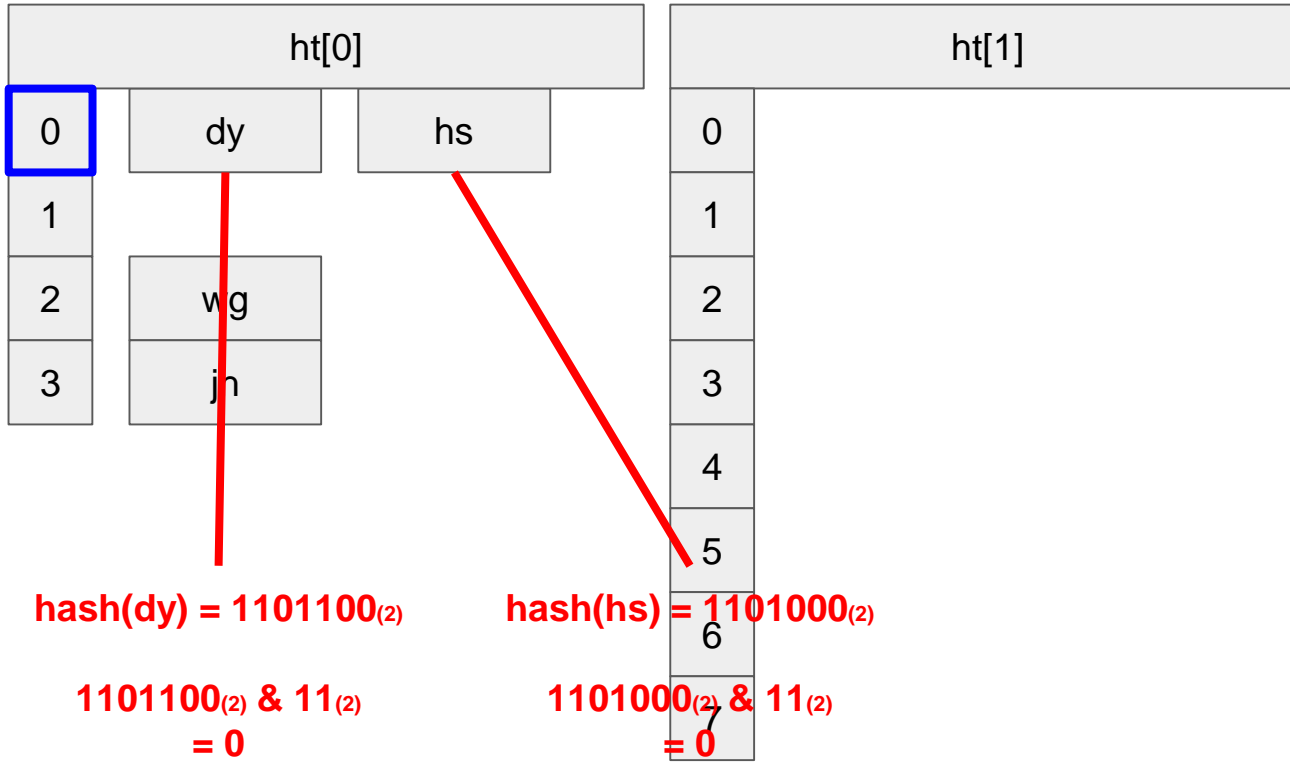 ht[0]
ht[1]
0
dy
hs
0
1
1
2
wg
2
3
jh
3
4
5
hash(dy) = 1101100(2)
hash(hs) = 1101000(2)
6
1101100(2) & 11(2)
= 0
1101000(2) & 11(2)
= 0
7